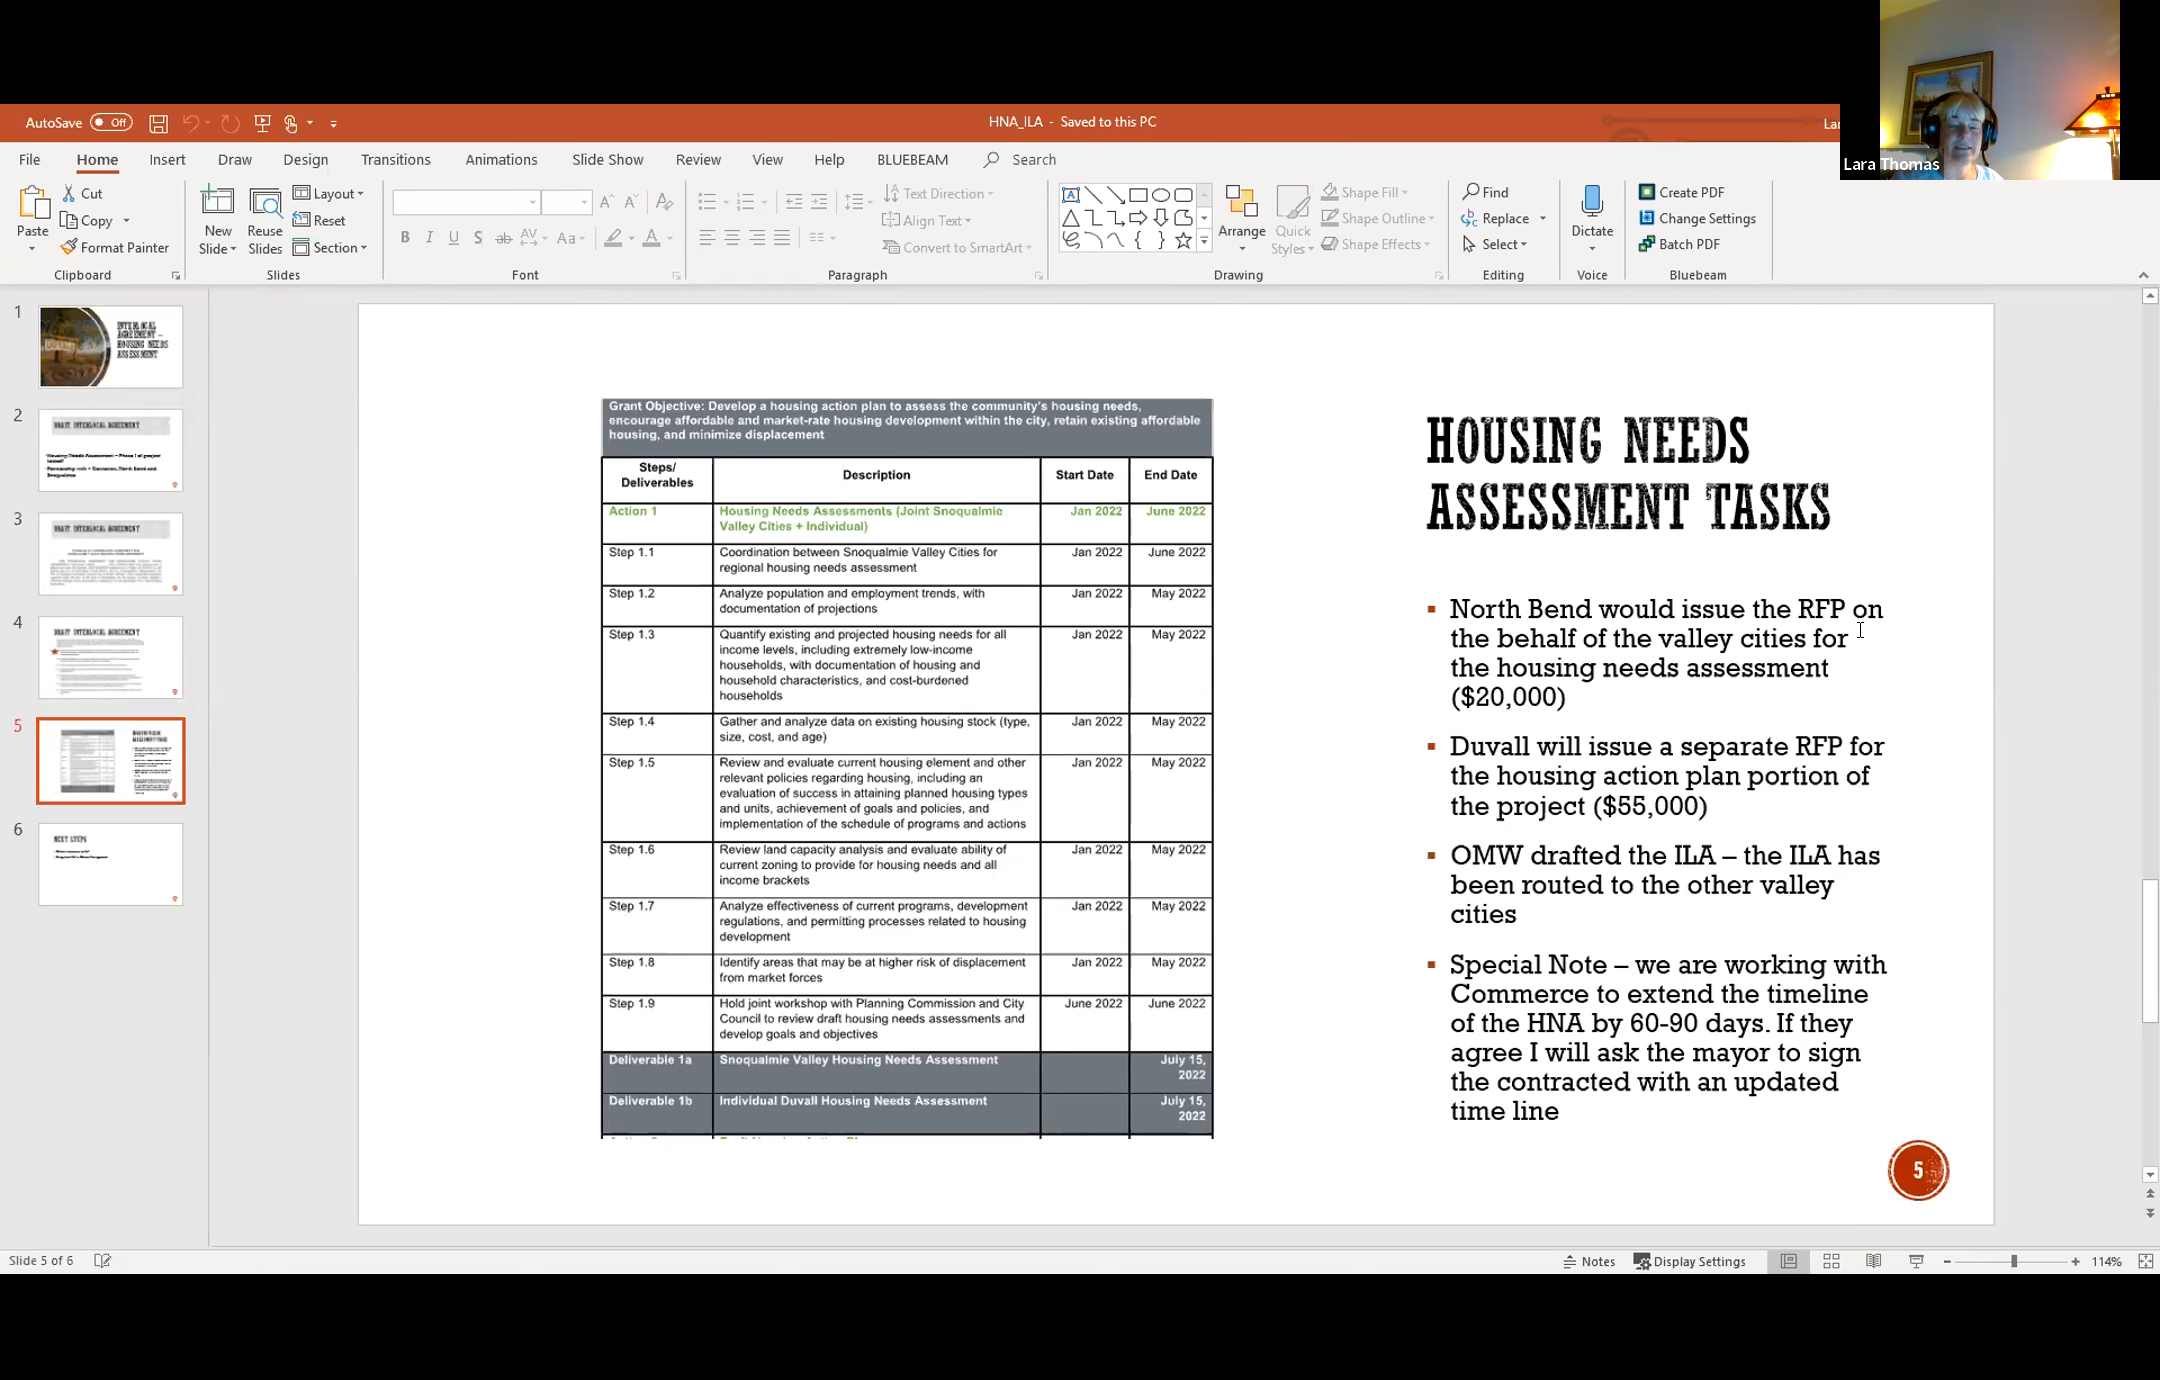 Lara Thomas
AutoSave Off
HNA_ILA - Saved to this PC
File Home Insert Draw Design Transitions Animations Slide Show Review View Help BLUEBEAM Search
Paste
Cut
Copy
Format Painter
Clipboard
New Slide
Reuse Slides
Layout
Reset
Section
Slides
Font
Text Direction
Align Text
Convert to SmartArt
Paragraph
Arrange
Quick Styles
Shape Fill
Shape Outline
Shape Effects
Drawing
Find
Replace
Select
Editing
Dictate
Voice
Create PDF
Change Settings
Batch PDF
Bluebeam
1
INTERLOCAL
AGREEMENT –
HOUSING NEEDS
ASSESSMENT
2
DRAFT INTERLOCAL AGREEMENT
3
DRAFT INTERLOCAL AGREEMENT
4
DRAFT INTERLOCAL AGREEMENT
5
6
NEXT STEPS
Grant Objective: Develop a housing action plan to assess the community's housing needs,
encourage affordable and market-rate housing development within the city, retain existing affordable
housing, and minimize displacement
Steps/ Deliverables Description Start Date End Date
Action 1 Housing Needs Assessments (Joint Snoqualmie Jan 2022 June 2022
Valley Cities + Individual)
Step 1.1 Coordination between Snoqualmie Valley Cities for Jan 2022 June 2022
regional housing needs assessment
Step 1.2 Analyze population and employment trends, with Jan 2022 May 2022
documentation of projections
Step 1.3 Quantify existing and projected housing needs for all Jan 2022 May 2022
income levels, including extremely low-income
households, with documentation of housing and
household characteristics, and cost-burdened
households
Step 1.4 Gather and analyze data on existing housing stock (type, Jan 2022 May 2022
size, cost, and age)
Step 1.5 Review and evaluate current housing element and other Jan 2022 May 2022
relevant policies regarding housing, including an
evaluation of success in attaining planned housing types
and units, achievement of goals and policies, and
implementation of the schedule of programs and actions
Step 1.6 Review land capacity analysis and evaluate ability of Jan 2022 May 2022
current zoning to provide for housing needs and all
income brackets
Step 1.7 Analyze effectiveness of current programs, development Jan 2022 May 2022
regulations, and permitting processes related to housing
development
Step 1.8 Identify areas that may be at higher risk of displacement Jan 2022 May 2022
from market forces
Step 1.9 Hold joint workshop with Planning Commission and City June 2022 June 2022
Council to review draft housing needs assessments and
develop goals and objectives
Deliverable 1a Snoqualmie Valley Housing Needs Assessment July 15,
2022
Deliverable 1b Individual Duvall Housing Needs Assessment July 15,
2022
HOUSING NEEDS
ASSESSMENT TASKS
▪ North Bend would issue the RFP on
the behalf of the valley cities for
the housing needs assessment
($20,000)
▪ Duvall will issue a separate RFP for
the housing action plan portion of
the project ($55,000)
▪ OMW drafted the ILA – the ILA has
been routed to the other valley
cities
▪ Special Note – we are working with
Commerce to extend the timeline
of the HNA by 60-90 days. If they
agree I will ask the mayor to sign
the contracted with an updated
time line
5
Slide 5 of 6
Notes Display Settings 114%